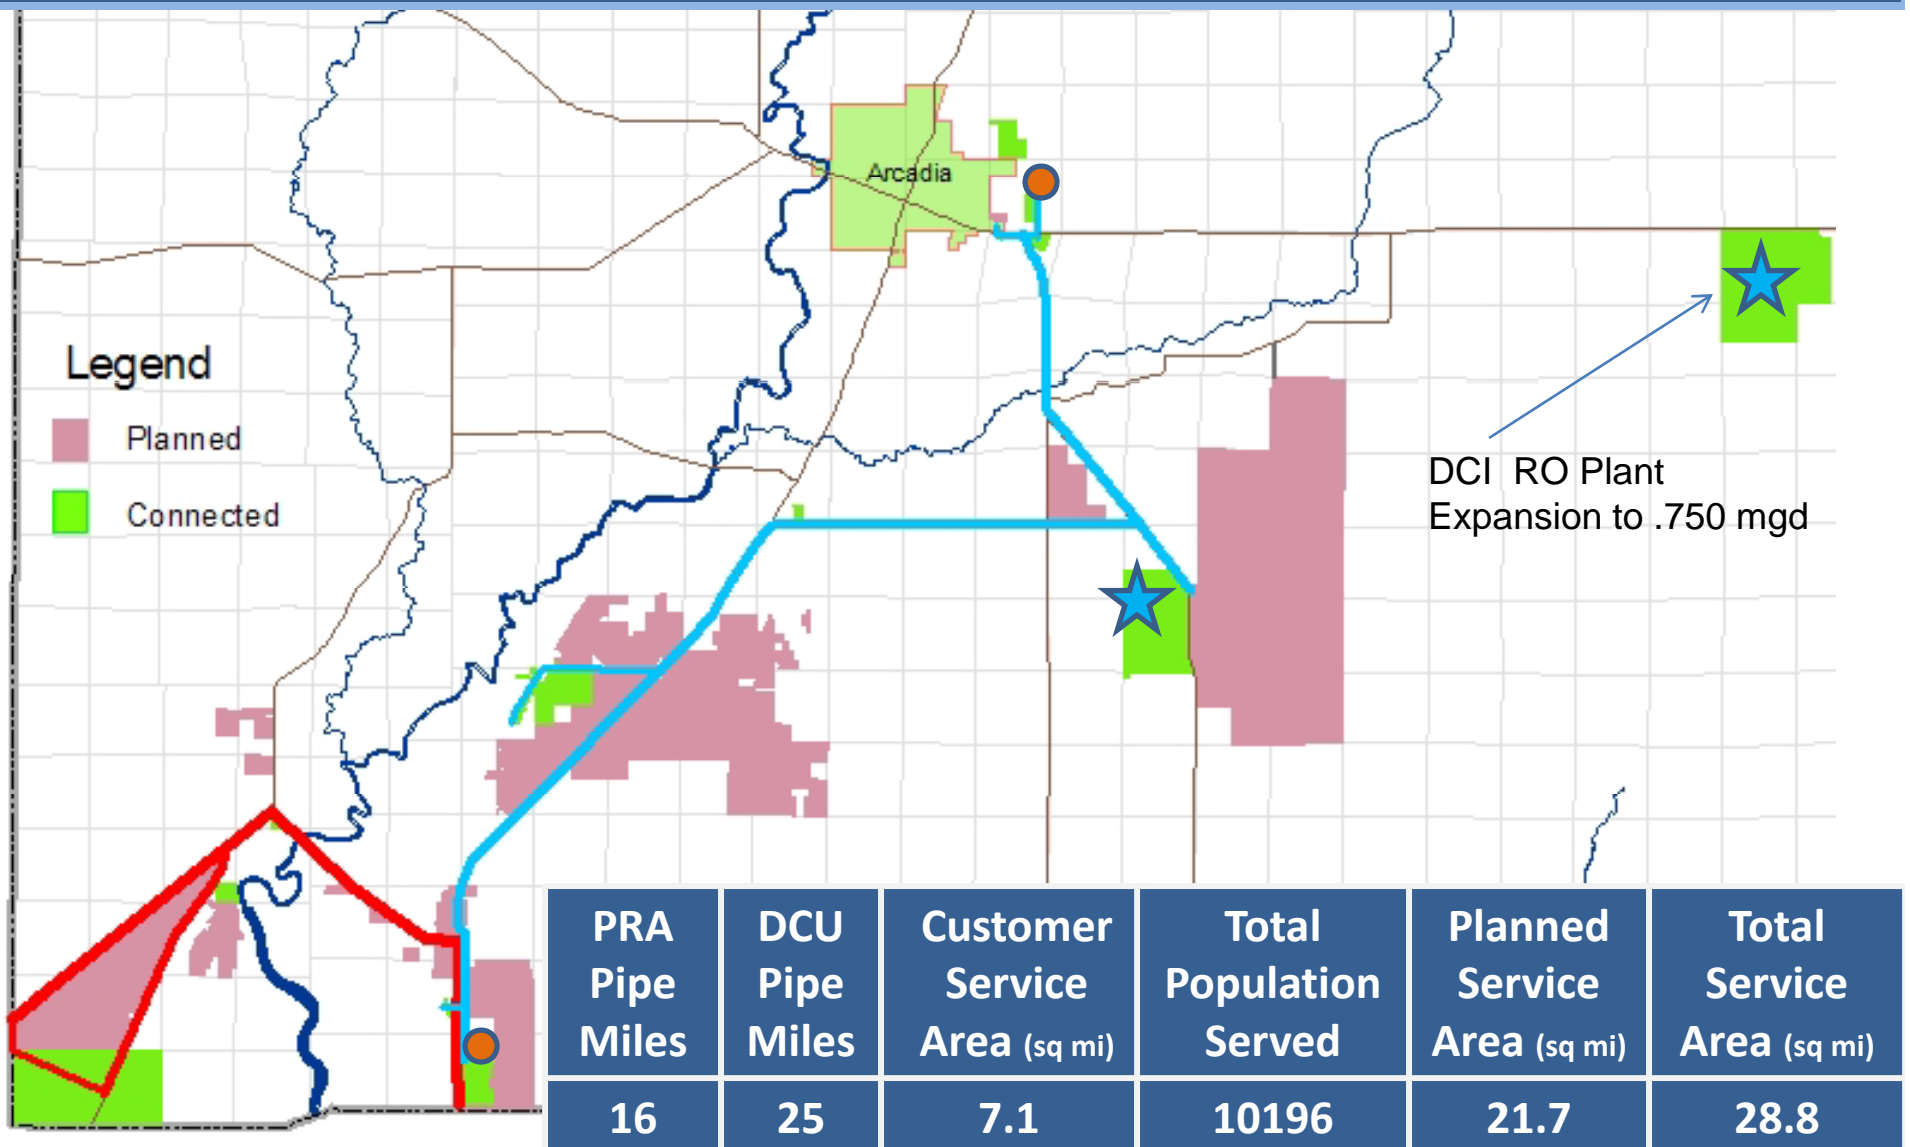 Arcadia
Legend
Planned
Connected
DCI RO Plant
Expansion to .750 mgd
PRA
Pipe
Miles
DCU
Pipe
Miles
Customer
Service
Area (sq mi)
Total
Population
Served
Planned
Service
Area (sq mi)
Total
Service
Area (sq mi)
16
25
7.1
10196
21.7
28.8